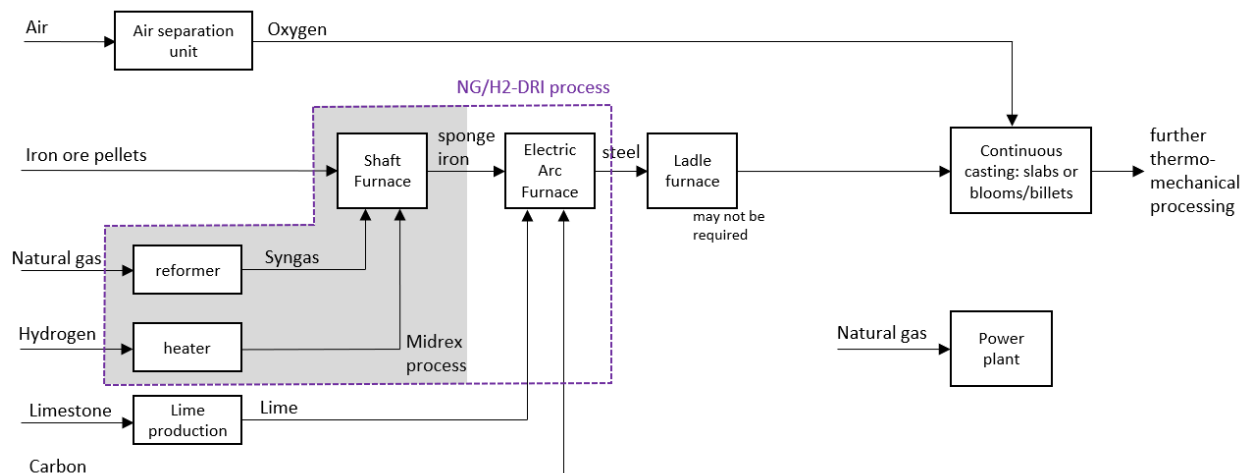 Air
Air separation
unit
Oxygen
NG/H2-DRI process
Iron ore pellets
Shaft
Furnace
sponge
iron
Electric
Arc
Furnace
steel
Ladle
furnace
may not be
required
Continuous
casting: slabs or
blooms/billets
further
thermo-
mechanical
processing
Natural gas
reformer
Syngas
Hydrogen
heater
Midrex
process
Natural gas
Power
plant
Limestone
Lime
production
Lime
Carbon